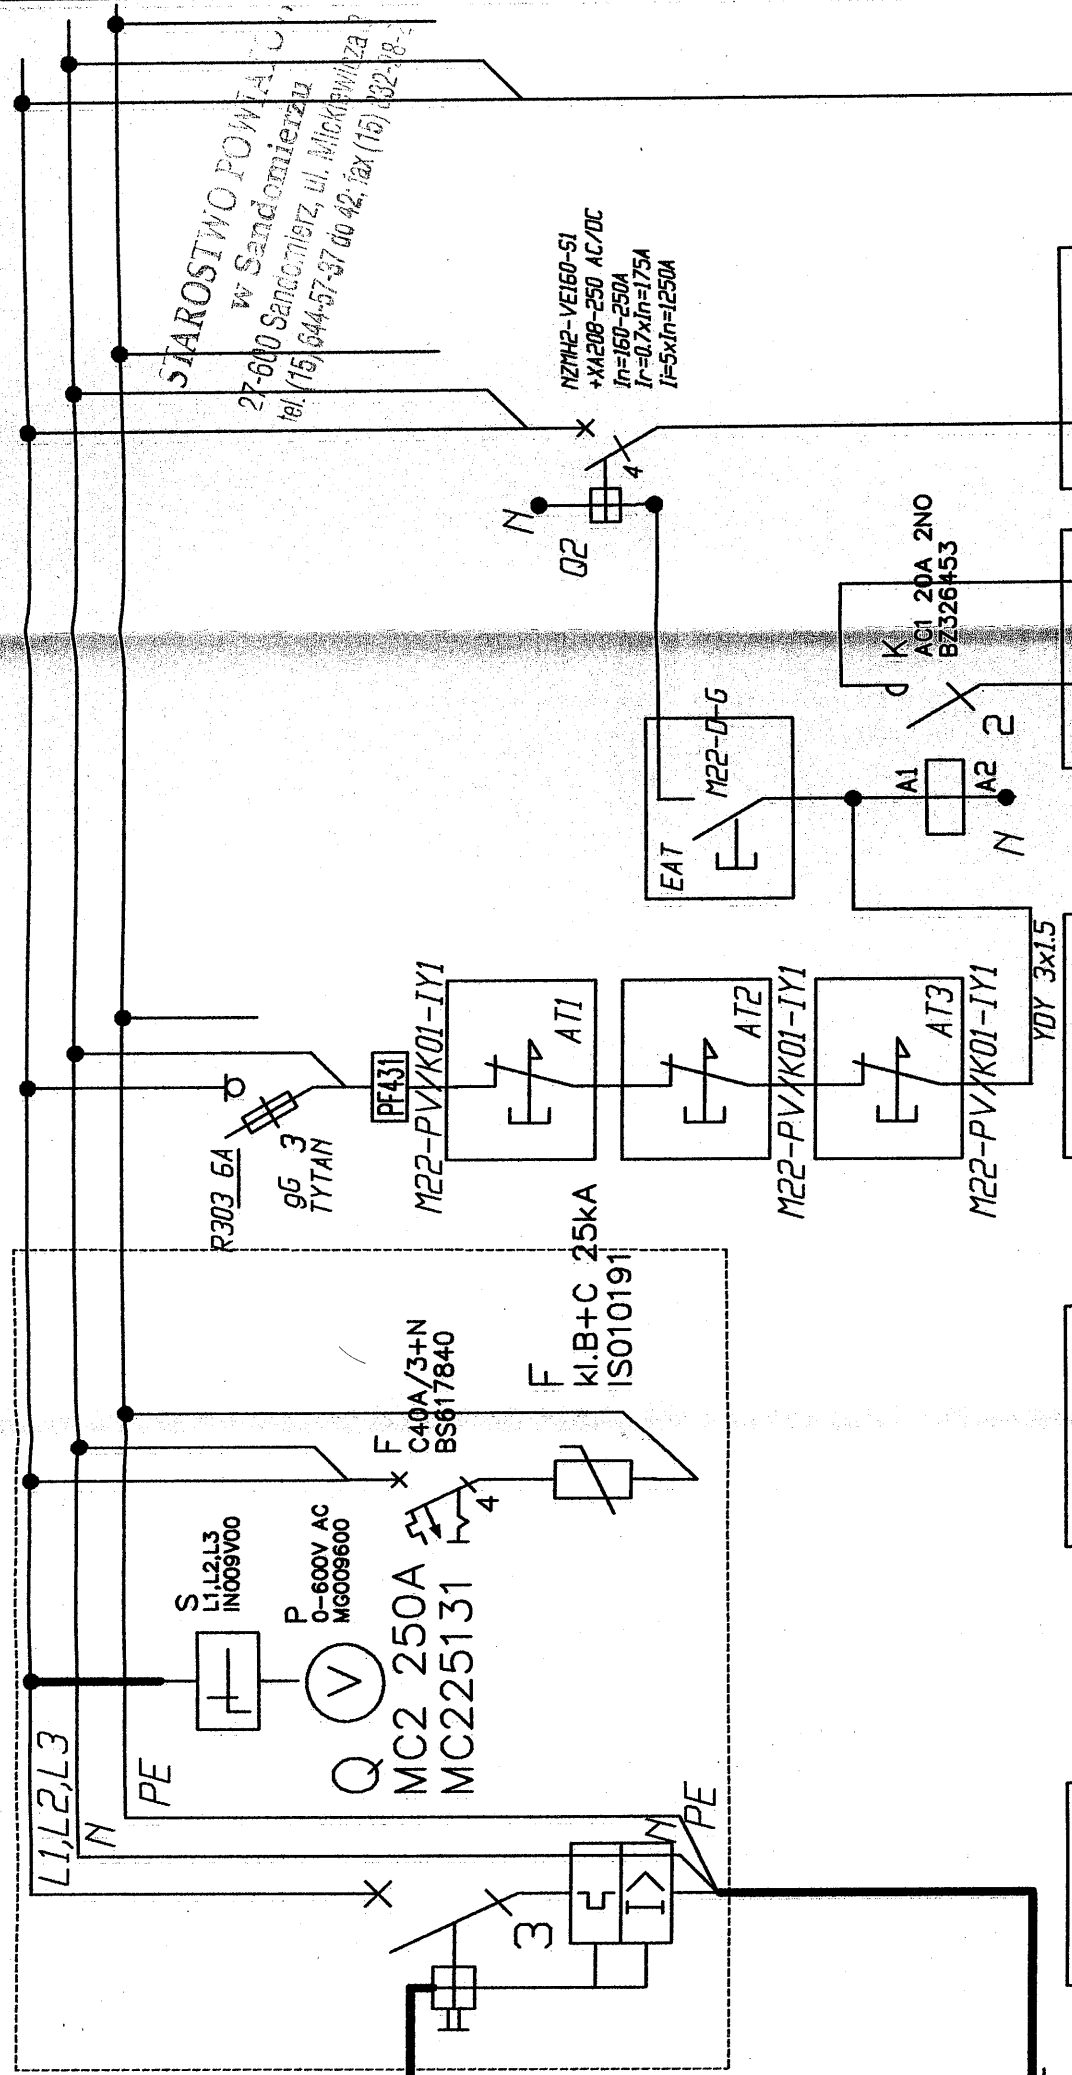 L1,L2,L3
N
PE
S
L1,L2,L3
IN009V00
P
0-600V AC
MG009600
V
Q
MC2 250A
MC225131
3
I>
N
PE
F
C40A/3+N
BS617840
4
F
kl.B+C 25kA
ISO10191
R303 6A
gG 3
TYTAN
PF431
M22-PV/K01-IY1
AT1
AT2
M22-PV/K01-IY1
AT3
M22-PV/K01-IY1
YDY 3x1.5
EAT
M22-D-G
A1
A2
N
K
AC1 20A 2NO
BZ326453
2
N
Q2
4
NZMH2-VE160-S1
+XA208-250 AC/DC
In=160-250A
Ir=0.7xIn=175A
Ii=5xIn=1250A
STAROSTWO
w Sandomierzu
27-600 Sandomierz, ul. Mickiewicza
tel. (15) 644-57-37 do 42; fax (15) 832-